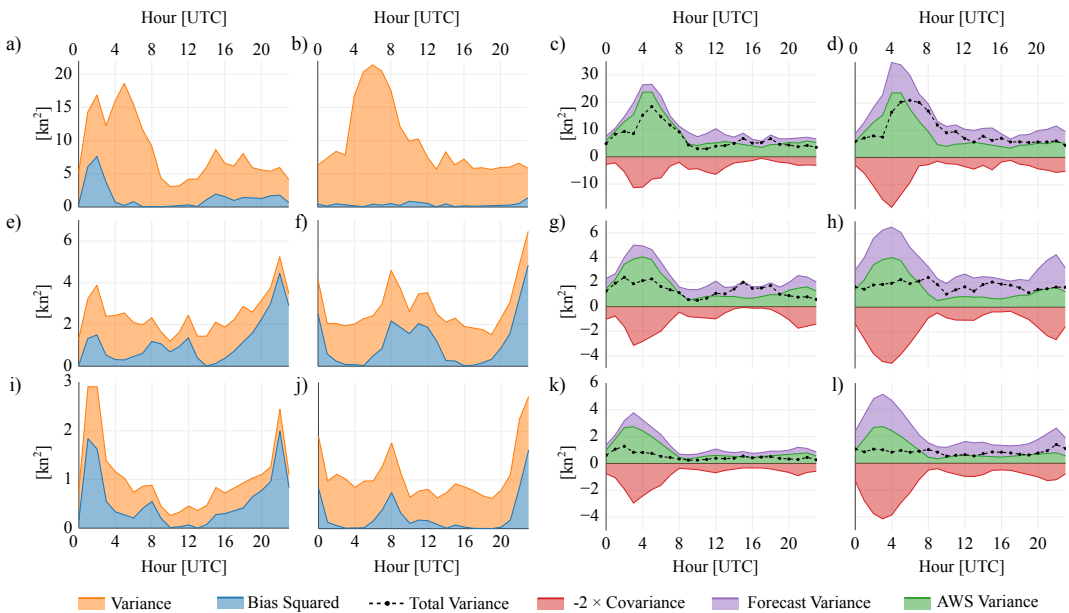 Hour [UTC] Hour [UTC] Hour [UTC] Hour [UTC]
a) 0 4 8 12 16 20 b) 0 4 8 12 16 20 c) 0 4 8 12 16 20 d) 0 4 8 12 16 20
[kn²] 20 15 10 5 0
[kn²] 30 20 10 0 −10
e) f) g) h)
[kn²] 6 4 2 0
[kn²] 6 4 2 0 −2 −4
i) j) k) l)
[kn²] 3 2 1 0
[kn²] 6 4 2 0 −2 −4
0 4 8 12 16 20 0 4 8 12 16 20 0 4 8 12 16 20 0 4 8 12 16 20
Hour [UTC] Hour [UTC] Hour [UTC] Hour [UTC]
Variance Bias Squared Total Variance -2 × Covariance Forecast Variance AWS Variance